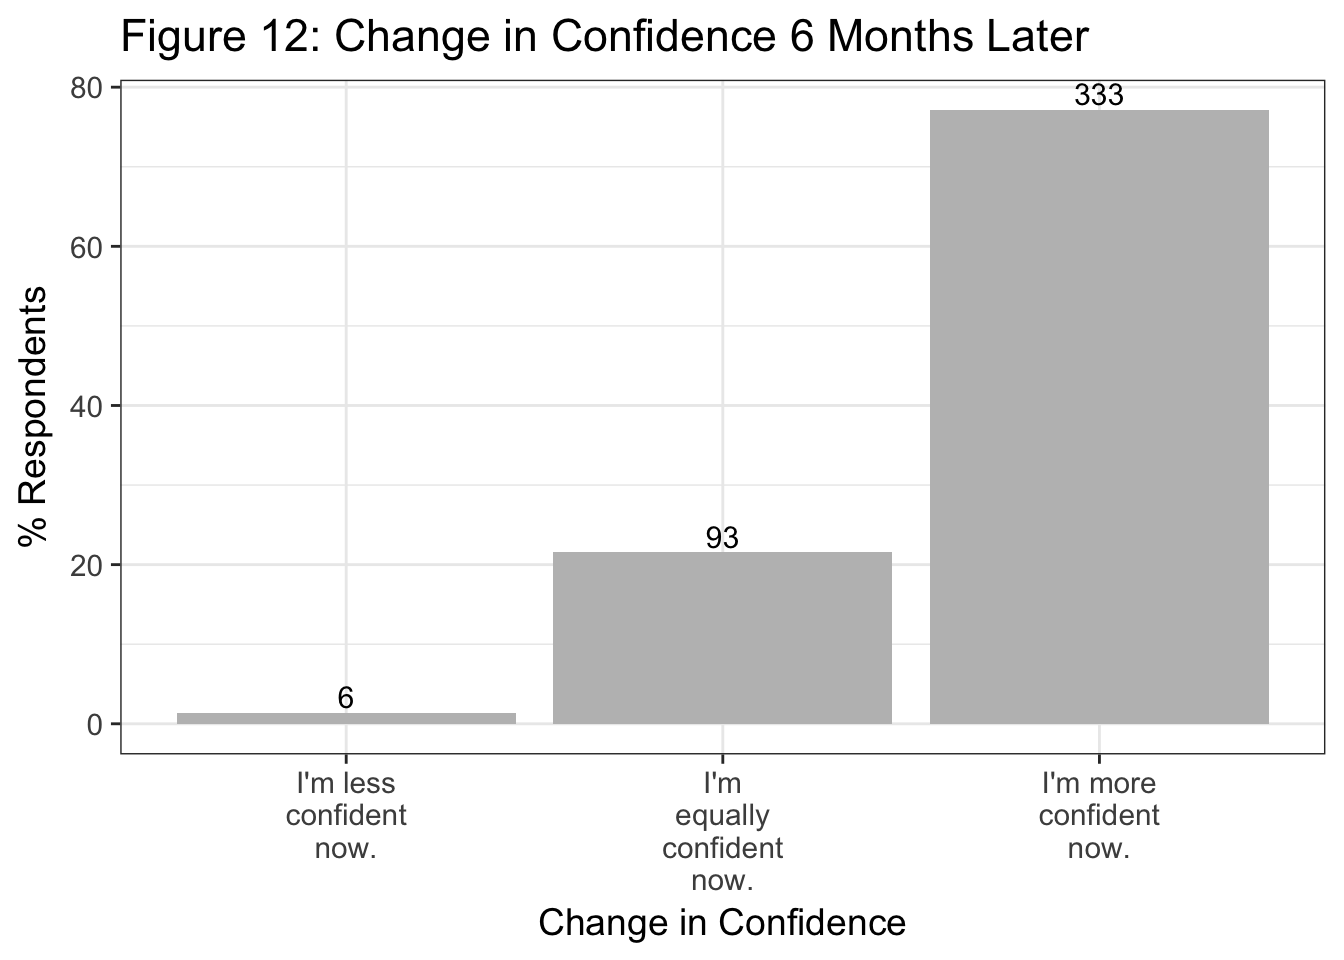 Figure 12: Change in Confidence 6 Months Later
80
60
40
20
0
% Respondents
333
93
6
I'm less
confident
now.
I'm
equally
confident
now.
I'm more
confident
now.
Change in Confidence